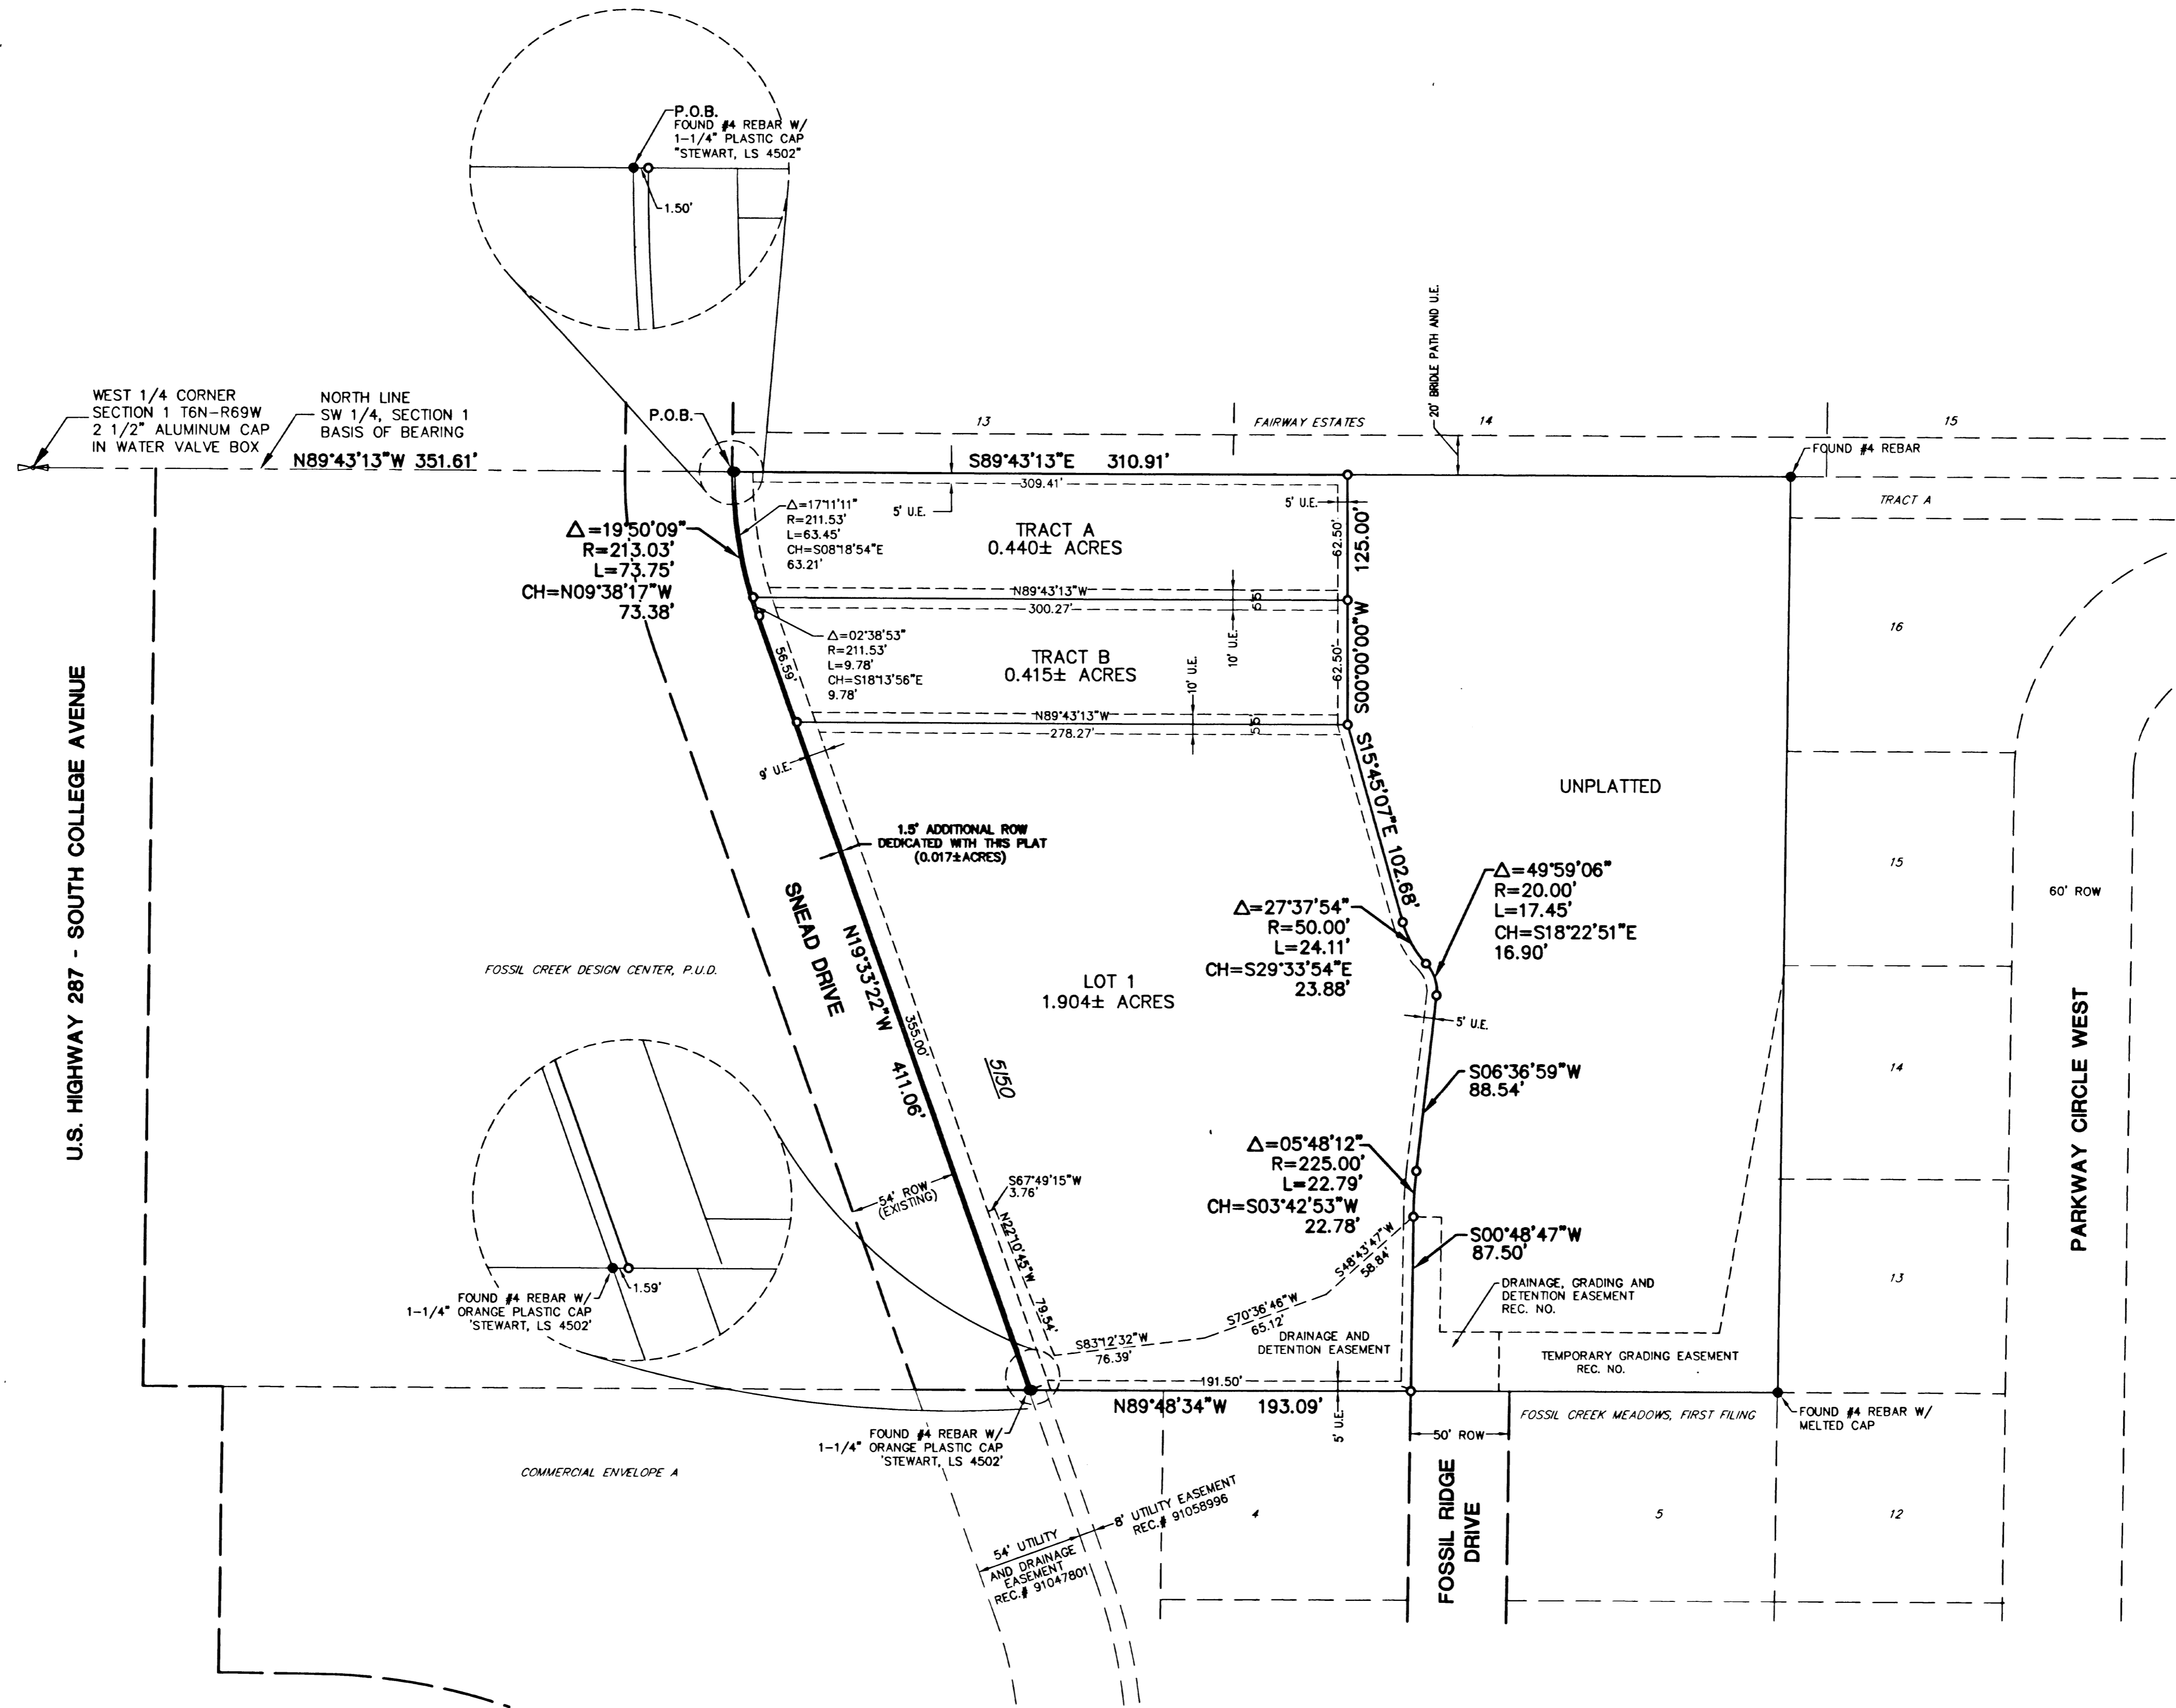 P.O.B.
FOUND #4 REBAR W/
1-1/4" PLASTIC CAP
"STEWART, LS 4502"
1.50'
WEST 1/4 CORNER
SECTION 1 T6N-R69W
2 1/2" ALUMINUM CAP
IN WATER VALVE BOX
NORTH LINE
SW 1/4, SECTION 1
BASIS OF BEARING
N89°43'13"W 351.61'
P.O.B.
13
FAIRWAY ESTATES
20' BRIDLE PATH AND U.E.
14
15
FOUND #4 REBAR
TRACT A
S89°43'13"E 310.91'
309.41'
5' U.E.
5' U.E.
Δ=17°11'11"
R=211.53'
L=63.45'
CH=S08°18'54"E
63.21'
Δ=19°50'09"
R=213.03'
L=73.75'
CH=N09°38'17"W
73.38'
TRACT A
0.440± ACRES
62.50'
125.00'
S00°00'00"W
N89°43'13"W
300.27'
5'5'
10' U.E.
Δ=02°38'53"
R=211.53'
L=9.78'
CH=S18°13'56"E
9.78'
56.59'
TRACT B
0.415± ACRES
62.50'
10' U.E.
N89°43'13"W
278.27'
5'5'
9' U.E.
S15°45'07"E 102.68'
UNPLATTED
16
15
14
13
60' ROW
PARKWAY CIRCLE WEST
U.S. HIGHWAY 287 - SOUTH COLLEGE AVENUE
1.5' ADDITIONAL ROW
DEDICATED WITH THIS PLAT
(0.017±ACRES)
SNEAD DRIVE
N19°33'22"W 411.06'
355.00'
FOSSIL CREEK DESIGN CENTER, P.U.D.
LOT 1
1.904± ACRES
5150
Δ=27°37'54"
R=50.00'
L=24.11'
CH=S29°33'54"E
23.88'
Δ=49°59'06"
R=20.00'
L=17.45'
CH=S18°22'51"E
16.90'
5' U.E.
S06°36'59"W
88.54'
Δ=05°48'12"
R=225.00'
L=22.79'
CH=S03°42'53"W
22.78'
S00°48'47"W
87.50'
54' ROW
(EXISTING)
S67°49'15"W
3.76'
N22°10'45"W 79.54'
S48°43'47"W
58.84'
S70°36'46"W
65.12'
S83°12'32"W
76.39'
DRAINAGE AND
DETENTION EASEMENT
DRAINAGE, GRADING AND
DETENTION EASEMENT
REC. NO.
TEMPORARY GRADING EASEMENT
REC. NO.
1.59'
FOUND #4 REBAR W/
1-1/4" ORANGE PLASTIC CAP
'STEWART, LS 4502'
191.50'
N89°48'34"W 193.09'
5' U.E.
FOSSIL CREEK MEADOWS, FIRST FILING
FOUND #4 REBAR W/
MELTED CAP
50' ROW
FOUND #4 REBAR W/
1-1/4" ORANGE PLASTIC CAP
'STEWART, LS 4502'
COMMERCIAL ENVELOPE A
8' UTILITY EASEMENT
REC.# 91058996
54' UTILITY
AND DRAINAGE
EASEMENT
REC.# 91047801
4
FOSSIL RIDGE
DRIVE
5
12